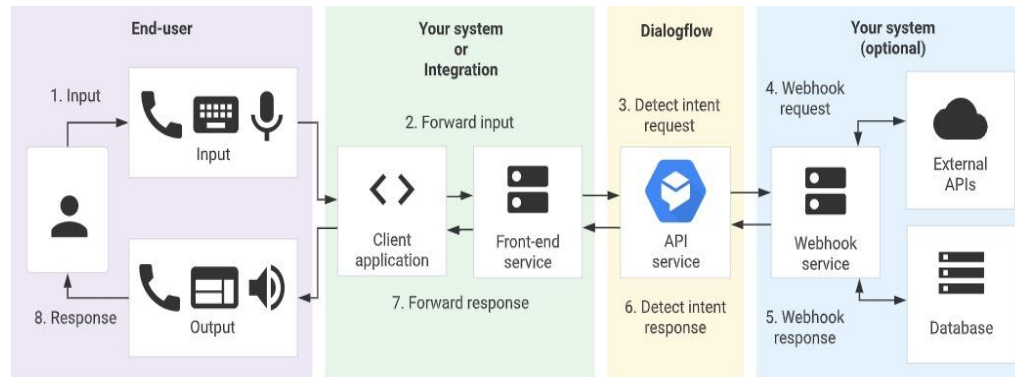 End-user
1. Input
Input
8. Response
Output
Your system
or
Integration
2. Forward input
Client
application
Front-end
service
7. Forward response
Dialogflow
3. Detect intent
request
API
service
6. Detect intent
response
Your system
(optional)
4. Webhook
request
Webhook
service
External
APIs
5. Webhook
response
Database